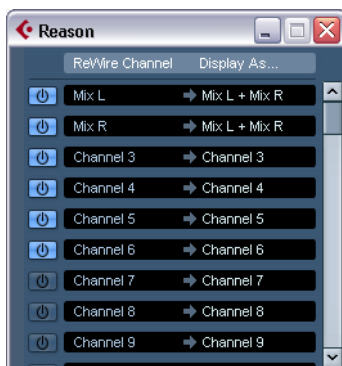 Reason
ReWire Channel Display As...
Mix L Mix L + Mix R
Mix R Mix L + Mix R
Channel 3 Channel 3
Channel 4 Channel 4
Channel 5 Channel 5
Channel 6 Channel 6
Channel 7 Channel 7
Channel 8 Channel 8
Channel 9 Channel 9